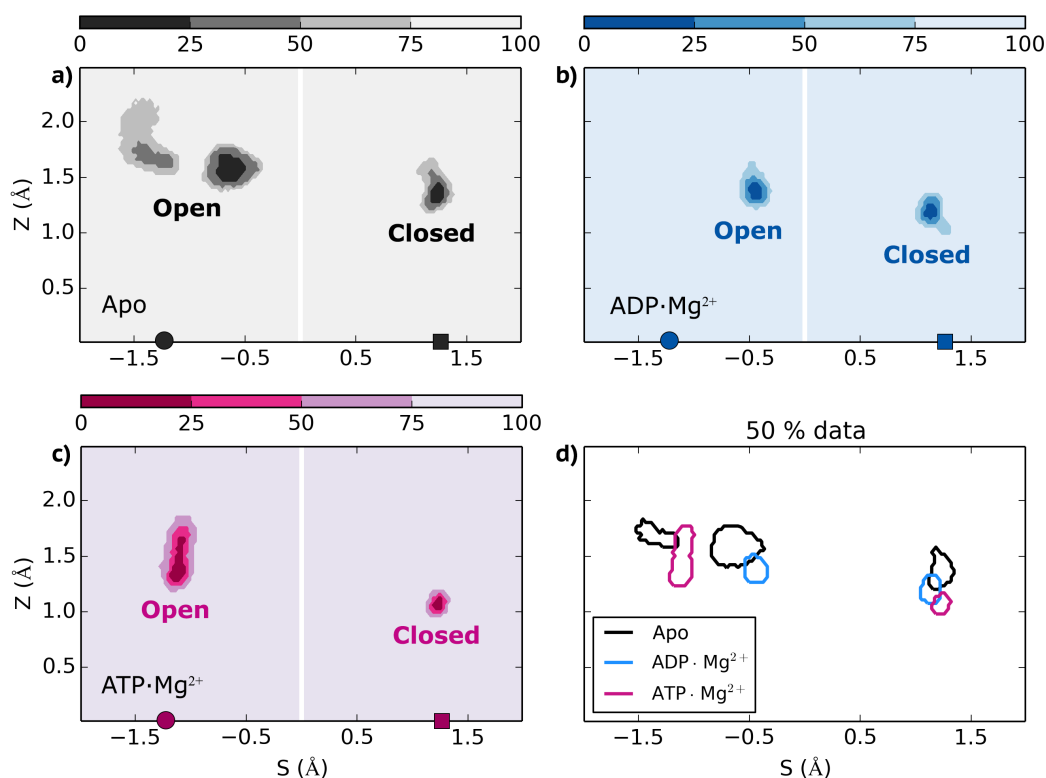 0 25 50 75 100
0 25 50 75 100
a)
b)
Z (Å)
2.0
1.5
1.0
0.5
Open
Closed
Apo
−1.5 −0.5 0.5 1.5
Open
Closed
ADP·Mg²⁺
−1.5 −0.5 0.5 1.5
0 25 50 75 100
50 % data
c)
d)
Z (Å)
2.0
1.5
1.0
0.5
Open
Closed
ATP·Mg²⁺
−1.5 −0.5 0.5 1.5
S (Å)
Apo
ADP · Mg²⁺
ATP · Mg²⁺
−1.5 −0.5 0.5 1.5
S (Å)